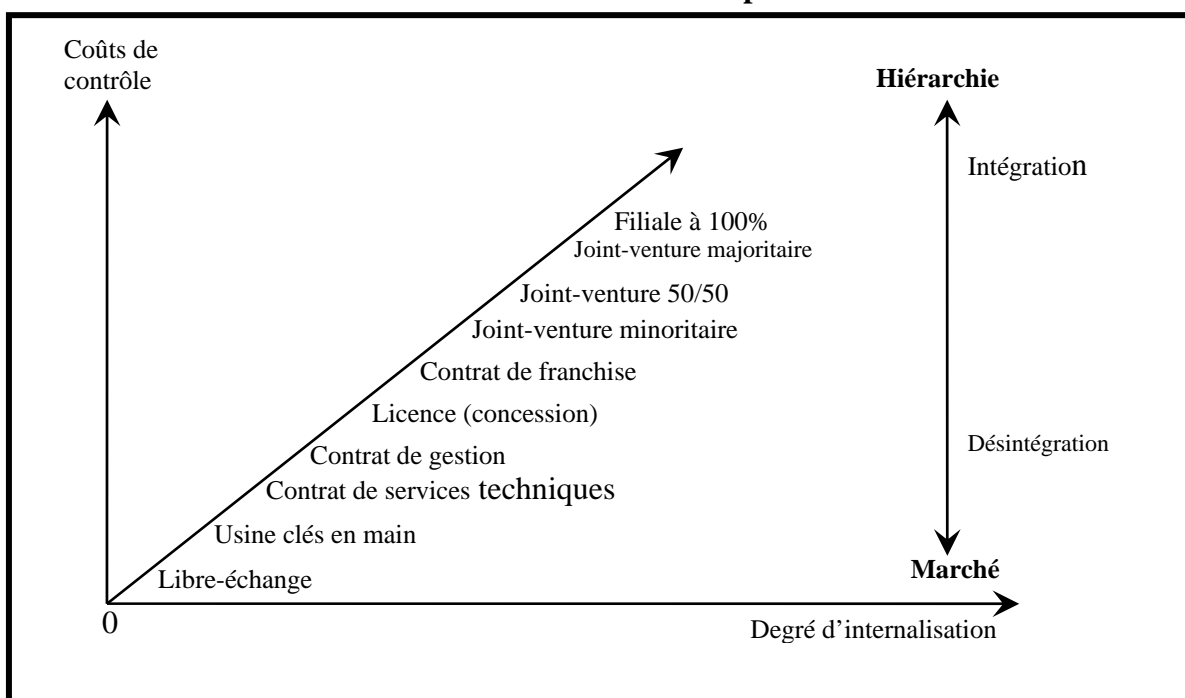 Coûts de
contrôle
Hiérarchie
Intégration
Filiale à 100%
Joint-venture majoritaire
Joint-venture 50/50
Joint-venture minoritaire
Contrat de franchise
Licence (concession)
Désintégration
Contrat de gestion
Contrat de services techniques
Usine clés en main
Marché
Libre-échange
0
Degré d’internalisation